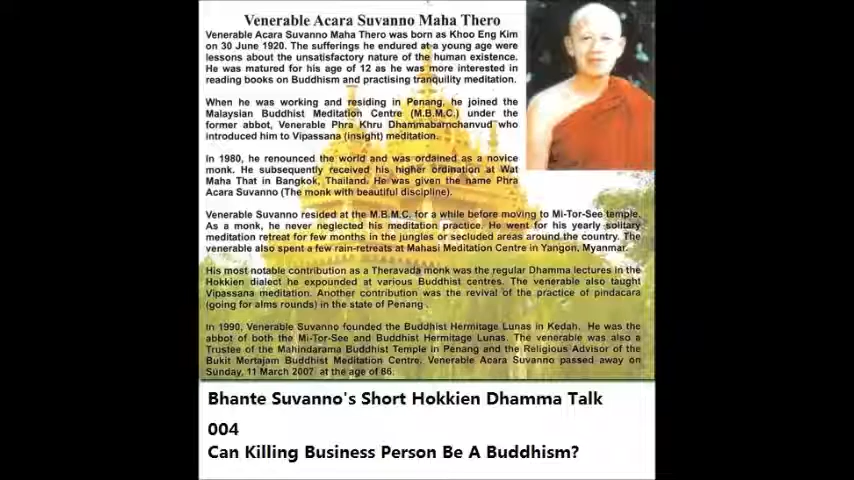 Venerable Acara Suvanno Maha Thero
Venerable Acara Suvanno Maha Thero was born as Khoo Eng Kim
on 30 June 1920. The sufferings he endured at a young age were
lessons about the unsatisfactory nature of the human existence.
He was matured for his age of 12 as he was more interested in
reading books on Buddhism and practising tranquility meditation.
When he was working and residing in Penang, he joined the
Malaysian Buddhist Meditation Centre (M.B.M.C.) under the
former abbot, Venerable Phra Khru Dhammabarnchanvud who
introduced him to Vipassana (insight) meditation.
In 1980, he renounced the world and was ordained as a novice
monk. He subsequently received his higher ordination at Wat
Maha That in Bangkok, Thailand. He was given the name Phra
Acara Suvanno (The monk with beautiful discipline).
Venerable Suvanno resided at the M.B.M.C. for a while before moving to Mi-Tor-See temple.
As a monk, he never neglected his meditation practice. He went for his yearly solitary
meditation retreat for few months in the jungles or secluded areas around the country. The
venerable also spent a few rain-retreats at Mahasi Meditation Centre in Yangon, Myanmar.
His most notable contribution as a Theravada monk was the regular Dhamma lectures in the
Hokkien dialect he expounded at various Buddhist centres. The venerable also taught
Vipassana meditation. Another contribution was the revival of the practice of pindacara
(going for alms rounds) in the state of Penang .
In 1990, Venerable Suvanno founded the Buddhist Hermitage Lunas in Kedah. He was the
abbot of both the Mi-Tor-See and Buddhist Hermitage Lunas. The venerable was also a
Trustee of the Mahindarama Buddhist Temple in Penang and the Religious Advisor of the
Bukit Mertajam Buddhist Meditation Centre. Venerable Acara Suvanno passed away on
Sunday, 11 March 2007 at the age of 86.
Bhante Suvanno's Short Hokkien Dhamma Talk
004
Can Killing Business Person Be A Buddhism?